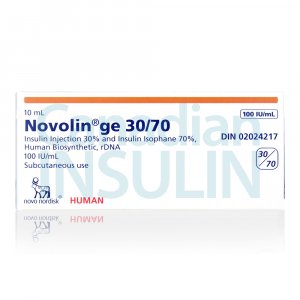 10 mL
100 IU/mL
Novolin®ge 30/70
Insulin Injection 30% and Insulin Isophane 70%,
Human Biosynthetic, rDNA
100 IU/mL
Subcutaneous use
DIN 02024217
30/70
novo nordisk
HUMAN
Canadian
INSULIN